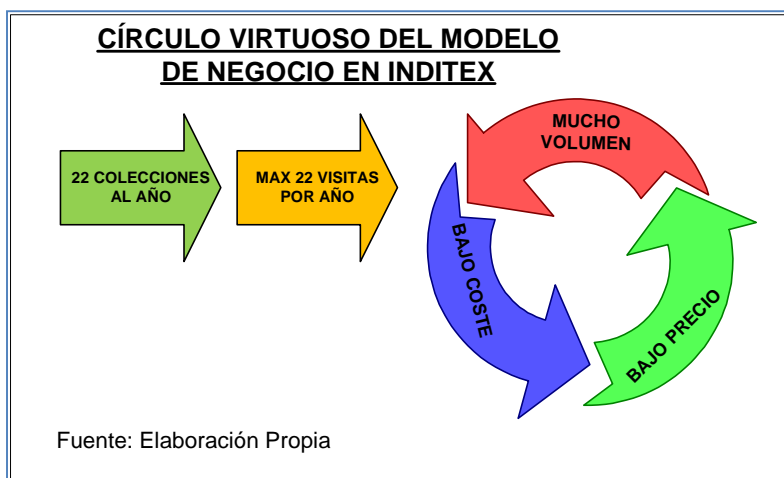 CÍRCULO VIRTUOSO DEL MODELO
DE NEGOCIO EN INDITEX
22 COLECCIONES
AL AÑO
MAX 22 VISITAS
POR AÑO
MUCHO
VOLUMEN
BAJO COSTE
BAJO PRECIO
Fuente: Elaboración Propia